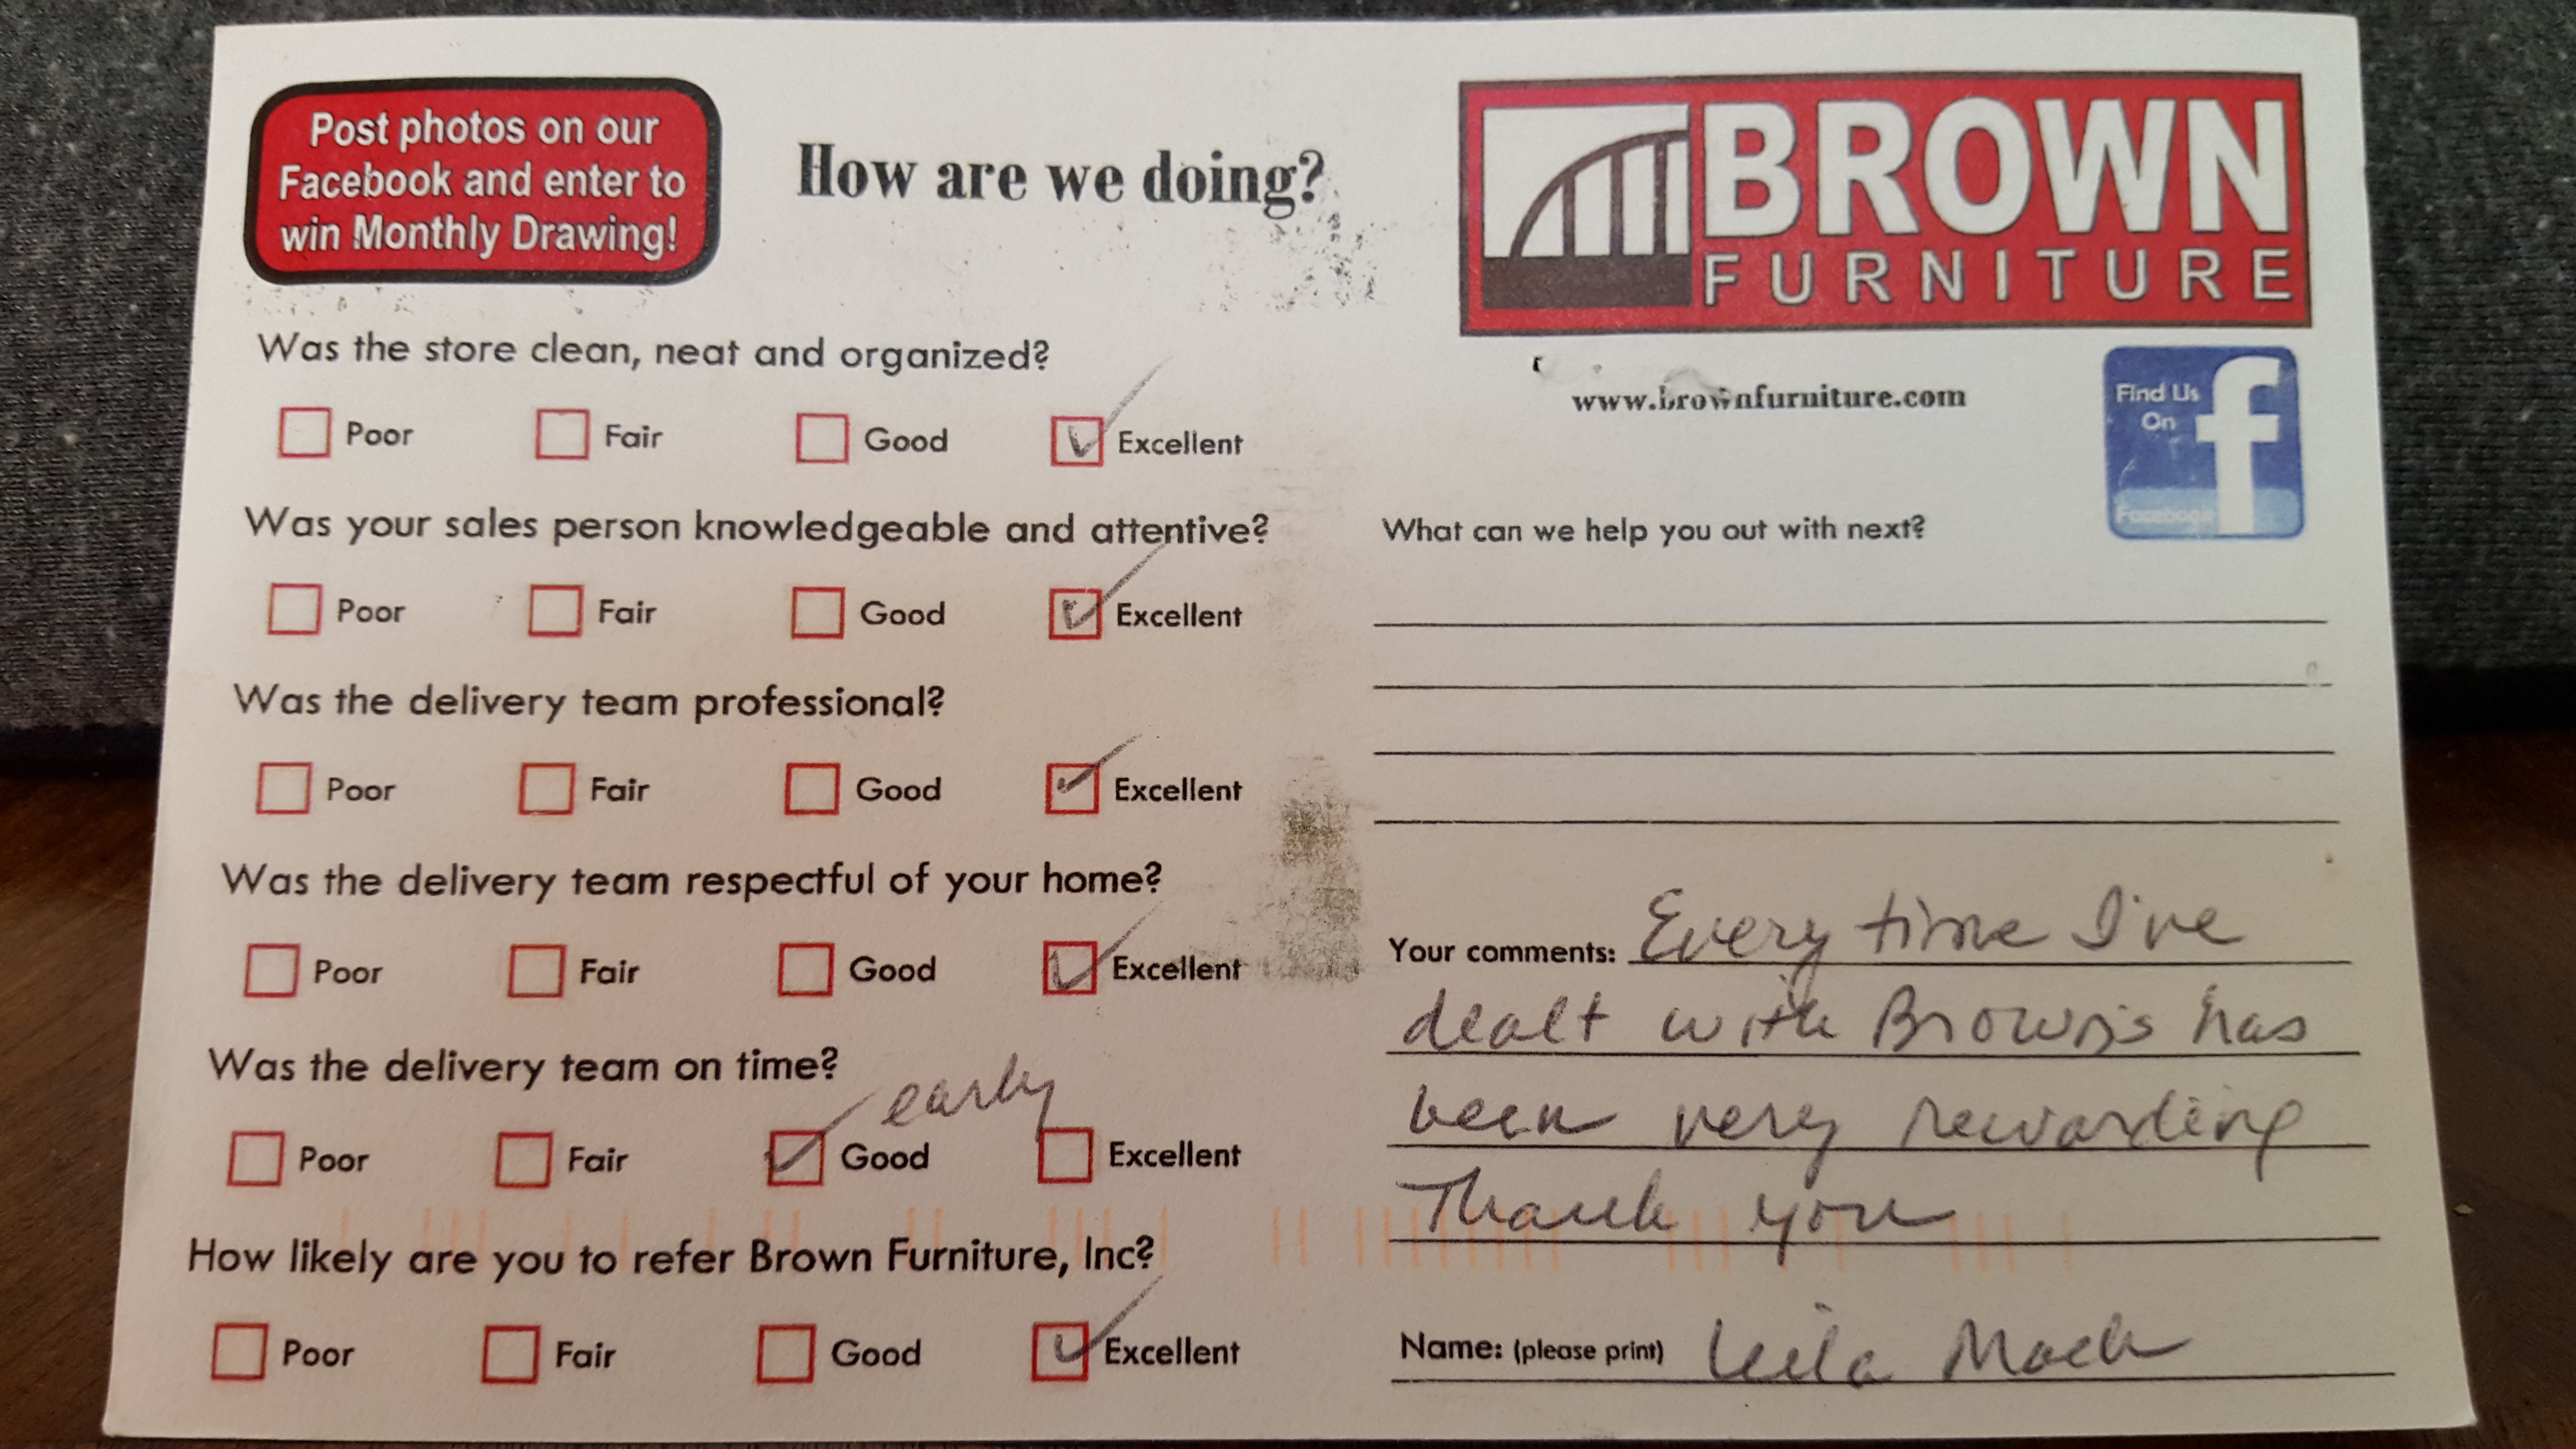 Post photos on our
Facebook and enter to
win Monthly Drawing!
How are we doing?
BROWN
FURNITURE
www.brownfurniture.com
Find Us
On
Facebook
Was the store clean, neat and organized?
Poor Fair Good Excellent
Was your sales person knowledgeable and attentive?
Poor Fair Good Excellent
Was the delivery team professional?
Poor Fair Good Excellent
Was the delivery team respectful of your home?
Poor Fair Good Excellent
Was the delivery team on time?
early
Poor Fair Good Excellent
How likely are you to refer Brown Furniture, Inc?
Poor Fair Good Excellent
What can we help you out with next?
Your comments: Every time I've
dealt with Brown's has
been very rewarding
Thank you
Name: (please print) Leila